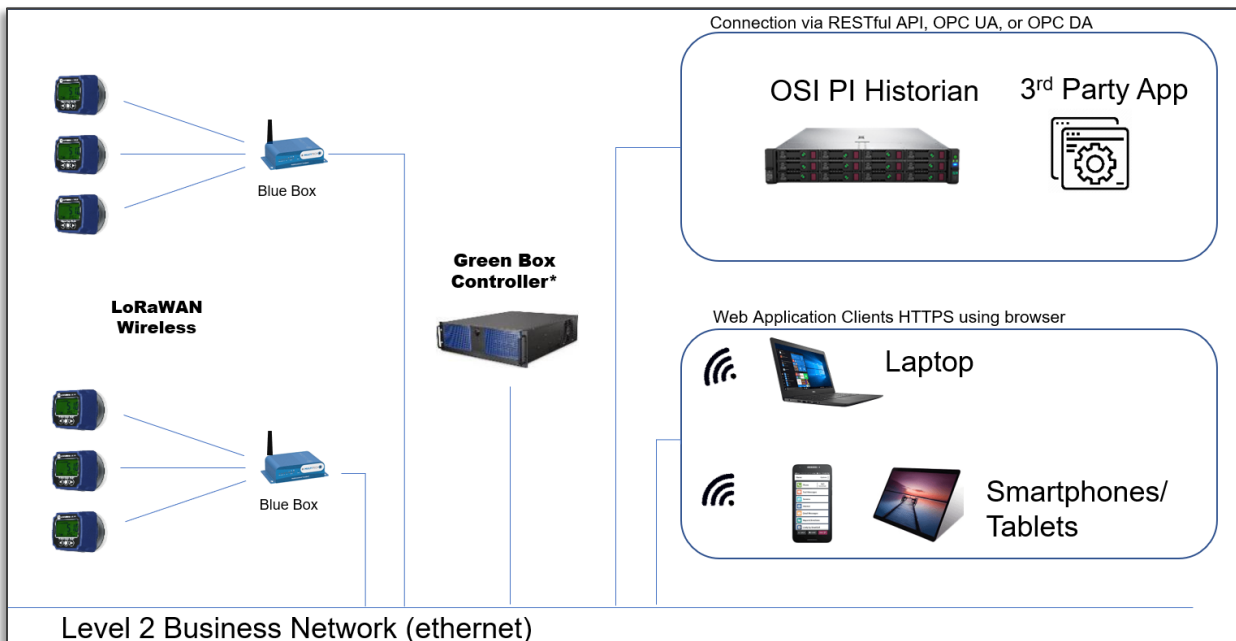 Connection via RESTful API, OPC UA, or OPC DA
OSI PI Historian
3rd Party App
Blue Box
Green Box
Controller*
LoRaWAN
Wireless
Web Application Clients HTTPS using browser
Laptop
Blue Box
Smartphones/
Tablets
Level 2 Business Network (ethernet)